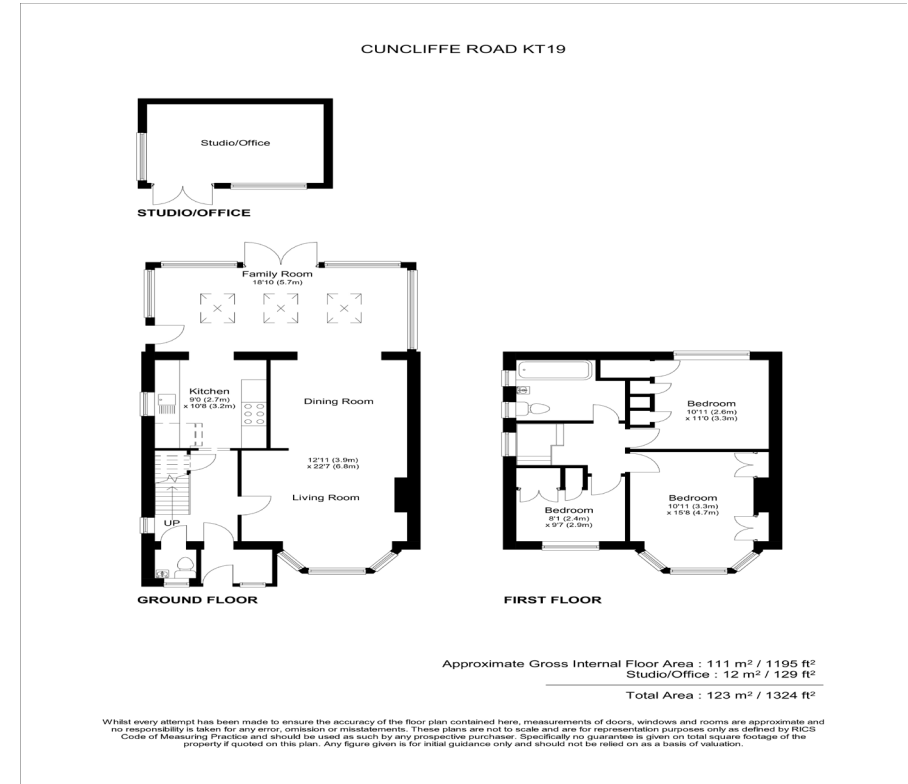 CUNCLIFFE ROAD KT19
Studio/Office
STUDIO/OFFICE
Family Room
18'10 (5.7m)
Kitchen
9'0 (2.7m)
x 10'8 (3.2m)
Dining Room
12'11 (3.9m)
x 22'7 (6.8m)
Living Room
UP
GROUND FLOOR
Bedroom
10'11 (2.6m)
x 11'0 (3.3m)
Bedroom
10'11 (3.3m)
x 15'8 (4.7m)
Bedroom
8'1 (2.4m)
x 9'7 (2.9m)
FIRST FLOOR
Approximate Gross Internal Floor Area : 111 m² / 1195 ft²
Studio/Office : 12 m² / 129 ft²
Total Area : 123 m² / 1324 ft²
Whilst every attempt has been made to ensure the accuracy of the floor plan contained here, measurements of doors, windows and rooms are approximate and
no responsibility is taken for any error, omission or misstatements. These plans are not to scale and are for representation purposes only as defined by RICS
Code of Measuring Practice and should be used as such by any prospective purchaser. Specifically no guarantee is given on total square footage of the
property if quoted on this plan. Any figure given is for initial guidance only and should not be relied on as a basis of valuation.